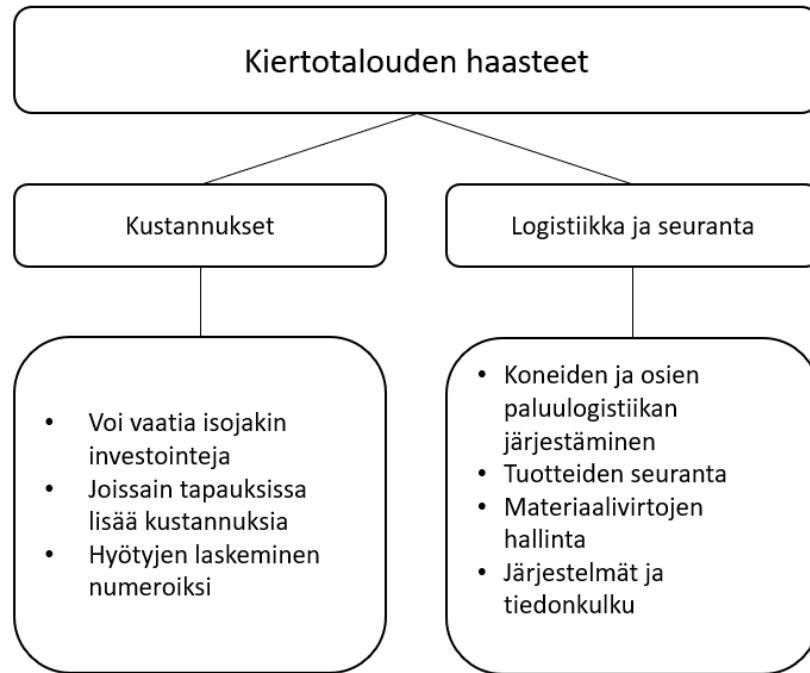 Kiertotalouden haasteet
Kustannukset
Logistiikka ja seuranta
• Voi vaatia isojakin
investointeja
• Joissain tapauksissa
lisää kustannuksia
• Hyötyjen laskeminen
numeroiksi
• Koneiden ja osien
paluulogistiikan
järjestäminen
• Tuotteiden seuranta
• Materiaalivirtojen
hallinta
• Järjestelmät ja
tiedonkulku